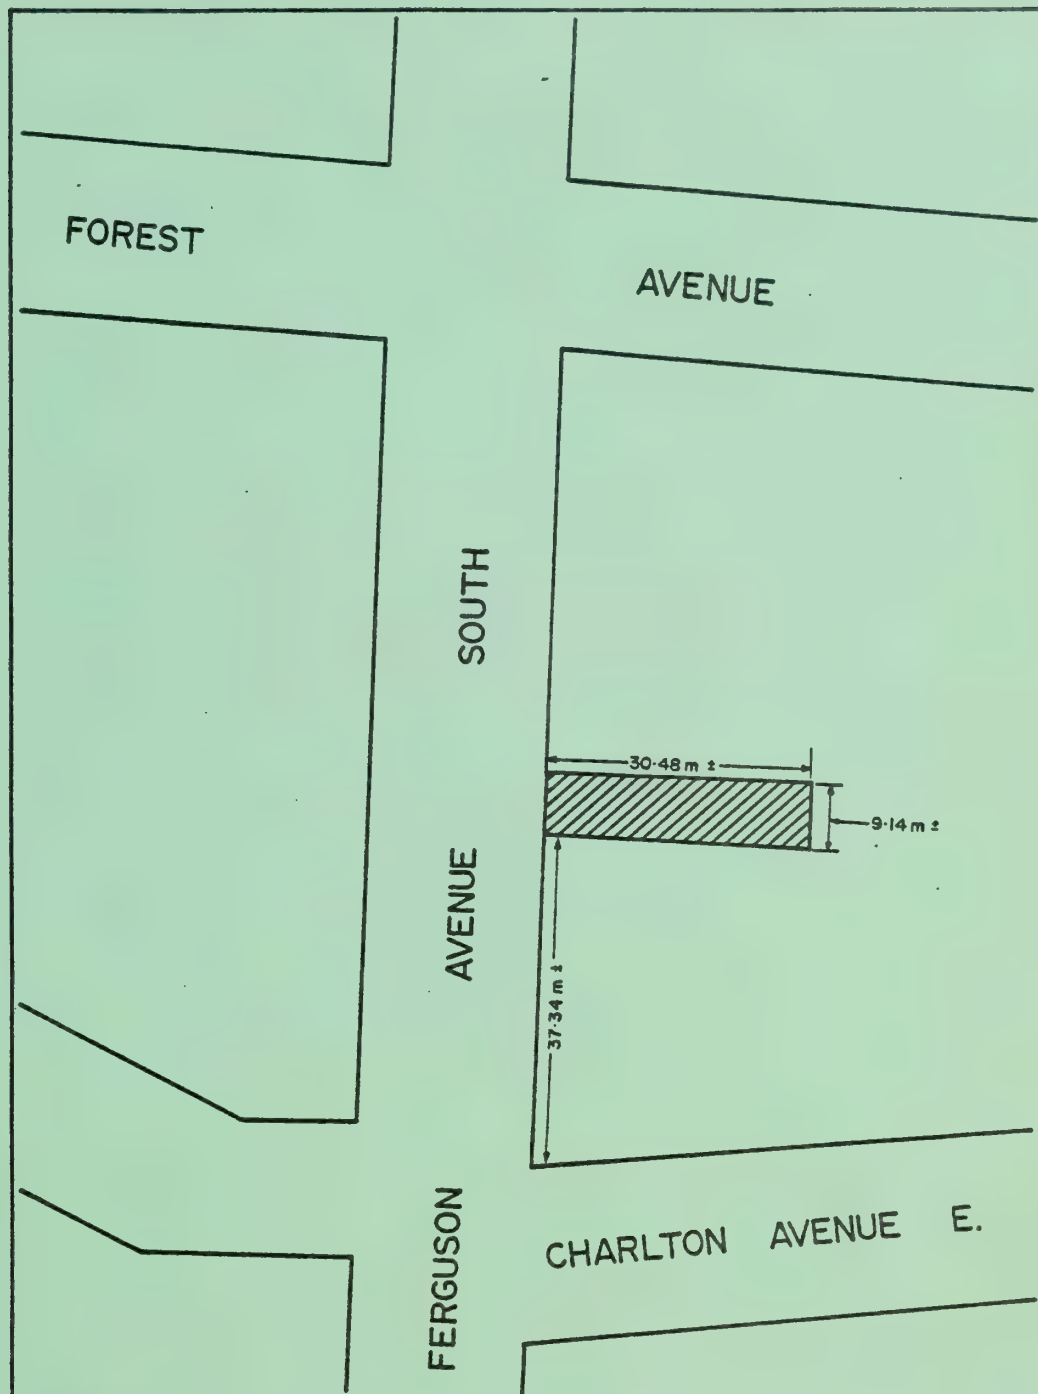 FOREST
AVENUE
FERGUSON AVENUE SOUTH
30·48 m ±
9·14 m ±
37·34 m ±
CHARLTON AVENUE E.